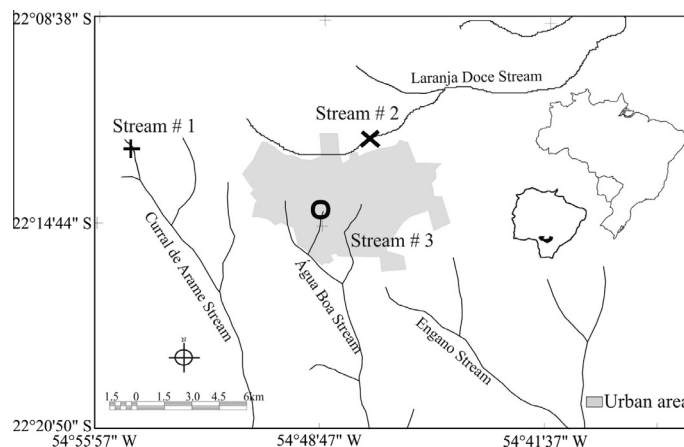 22°08'38" S
Laranja Doce Stream
Stream # 2
Stream # 1
22°14'44" S
Stream # 3
Curral de Arame Stream
Água Boa Stream
Engano Stream
N
1,5 0 1.5 3.0 4.5 6km
Urban area
22°20'50" S
54°55'57" W 54°48'47" W 54°41'37" W